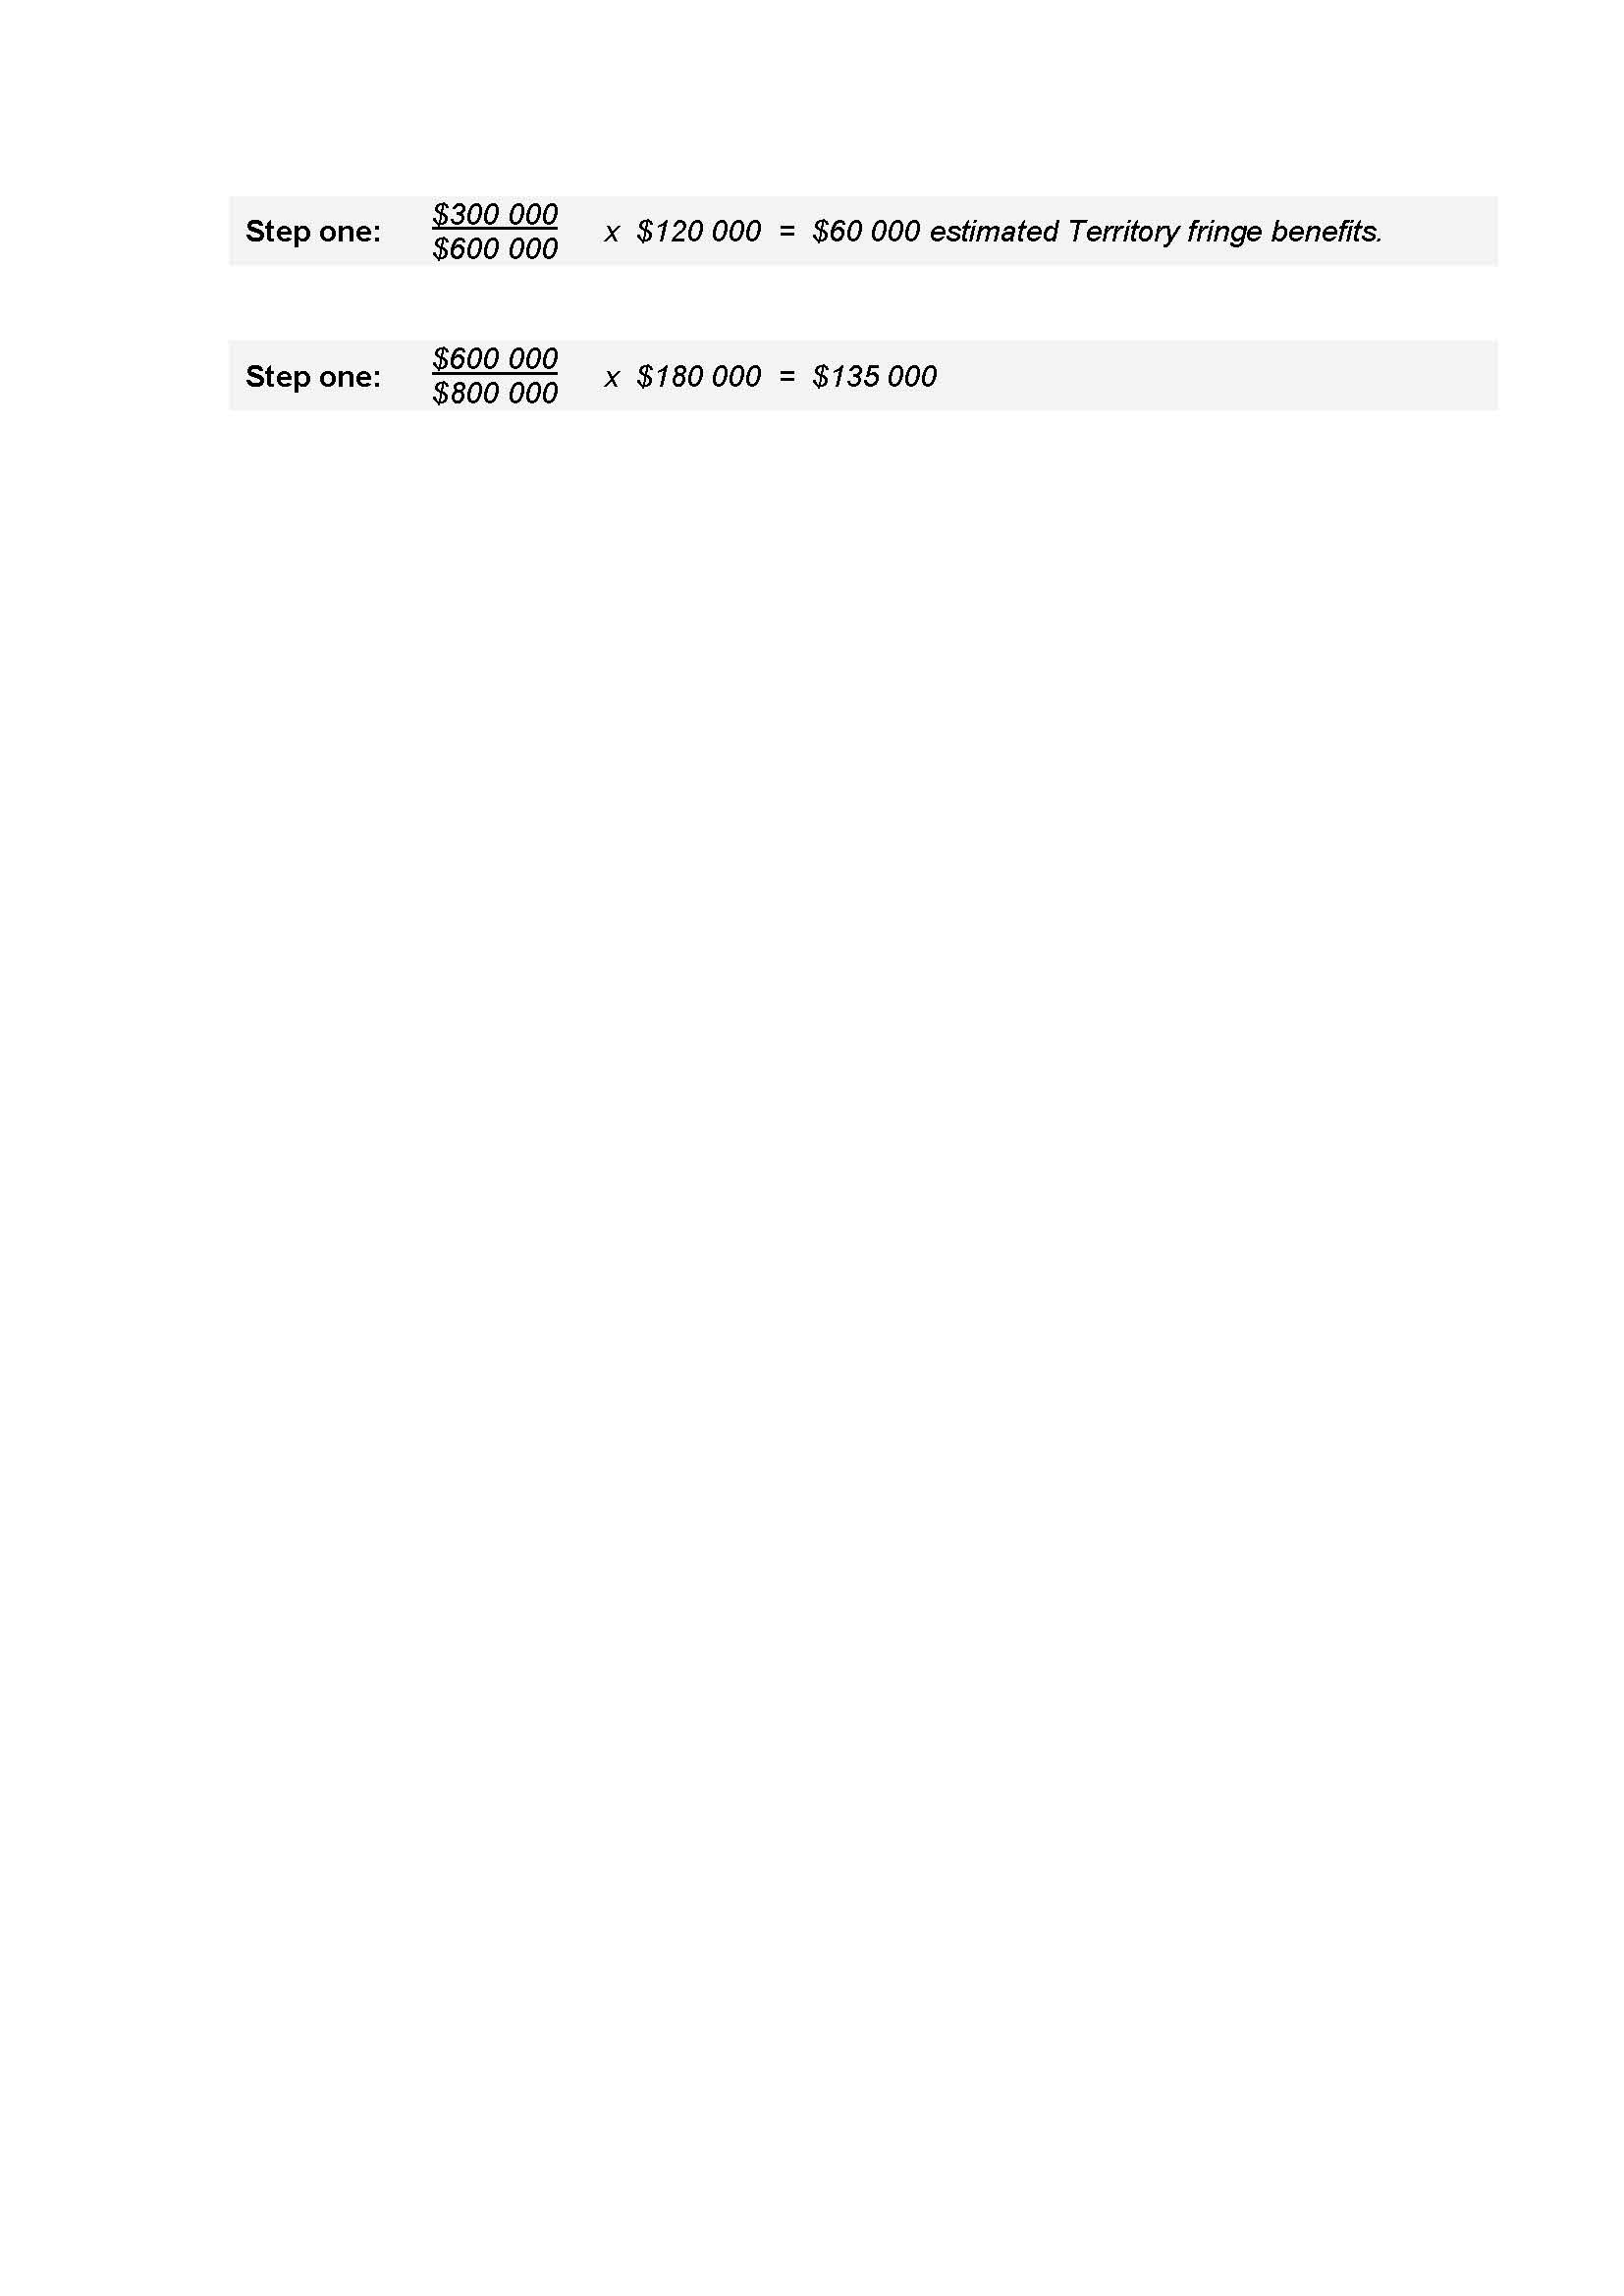 $300 000
Step one: x $120 000 = $60 000 estimated Territory fringe benefits.
$600 000
$600 000
Step one: x $180 000 = $135 000
$800 000